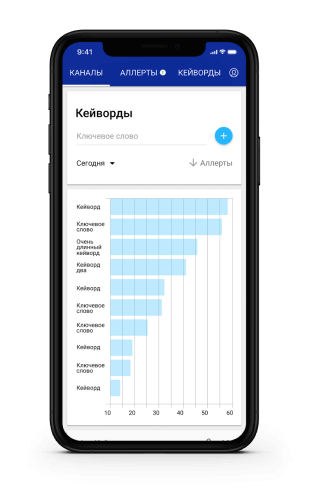 9:41
КАНАЛЫ АЛЛЕРТЫ КЕЙВОРДЫ
Кейворды
Ключевое слово
Сегодня Аллерты
Кейворд
Ключевое
слово
Очень
длинный
кейворд
Кейворд
два
Кейворд
Ключевое
слово
Ключевое
слово
Кейворд
Ключевое
слово
Кейворд
10 20 30 40 50 60